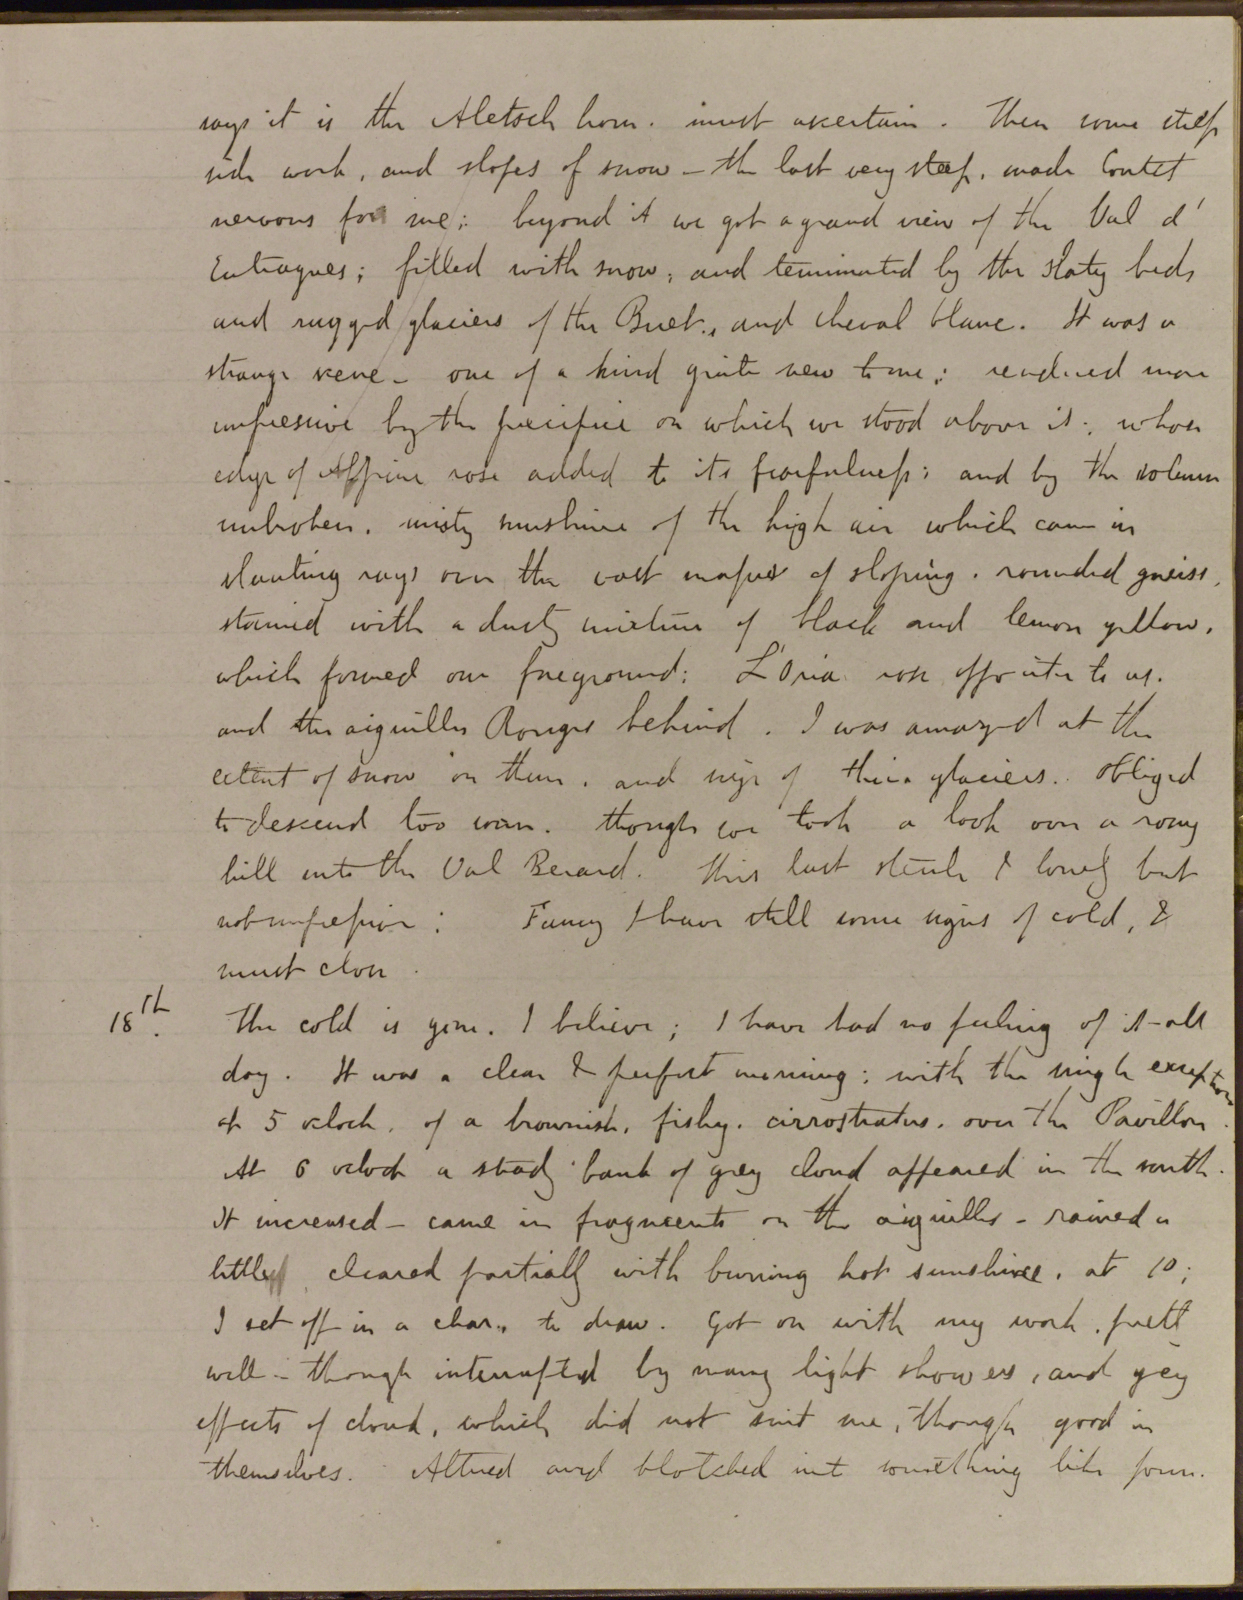 says it is the Aletsch horn. must ascertain. Then some steep
side work, and slopes of snow - the last very steep, made Coutet
nervous for me; beyond it we got a grand view of the Val d'
Entragues; filled with snow; and terminated by the slaty beds
and rugged glaciers of the Buet., and cheval blanc. It was a
strange scene - one of a kind quite new to me; rendered more
impressive by the precipice on which we stood above it; whose
edge of Alpine rose added to its fearfulness; and by the solemn
unbroken, misty sunshine of the high air which came in
slanting rays over the vast masses of sloping, rounded gneiss,
stained with a dusty mixture of black and lemon yellow,
which formed our foreground; L'Oria rose opposite to us.
and the aiguilles Rouges behind. I was amazed at the
extent of snow on them, and size of their glaciers. Obliged
to descend too soon. though we took a look over a rocky
hill into the Val Berard. this last sterile & lonely but
not impressive; Fancy I have still some signs of cold, &
must close.
18th. The cold is gone. I believe; I have had no feeling of it all
day. It was a clear & perfect morning; with the single exception
at 5 oclock, of a brownish, fishy, cirrostratus, over the Pavillon.
At 6 oclock a steady bank of grey cloud appeared in the south.
It increased - came in fragments on the aiguilles - rained a
little cleared partially with burning hot sunshine, at 10;
I set off in a char., to draw. Got on with my work, prett
well - though interrupted by many light showers, and grey
effects of cloud, which did not suit me, though good in
themselves. Altered and blotched int something like form.